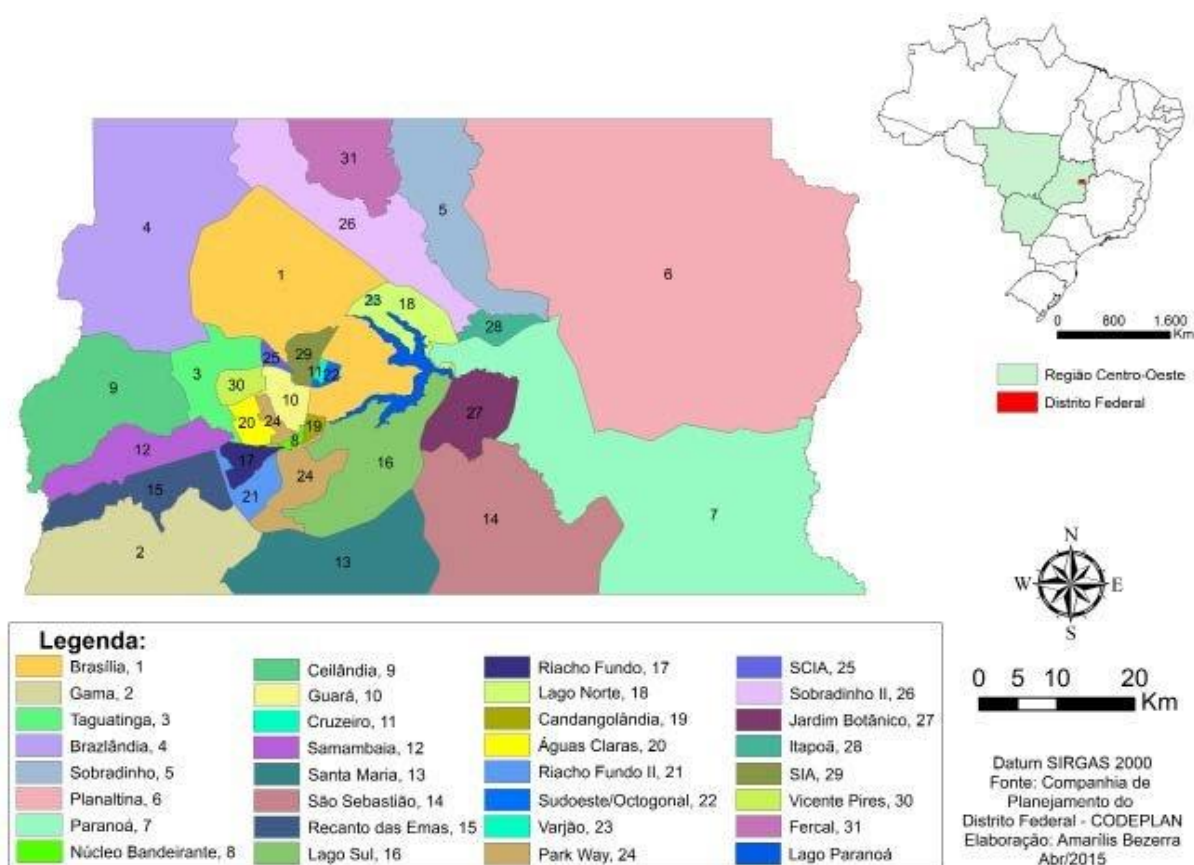 31
4
26
5
1
6
23
18
28
25
29
11
22
9
3
30
10
20
24
19
8
27
12
17
16
24
15
21
14
7
2
13
0 800 1.600
Km
Região Centro-Oeste
Distrito Federal
N
W E
S
0 5 10 20
Km
Legenda:
Brasília, 1
Gama, 2
Taguatinga, 3
Brazlândia, 4
Sobradinho, 5
Planaltina, 6
Paranoá, 7
Núcleo Bandeirante, 8
Ceilândia, 9
Guará, 10
Cruzeiro, 11
Samambaia, 12
Santa Maria, 13
São Sebastião, 14
Recanto das Emas, 15
Lago Sul, 16
Riacho Fundo, 17
Lago Norte, 18
Candangolândia, 19
Águas Claras, 20
Riacho Fundo II, 21
Sudoeste/Octogonal, 22
Varjão, 23
Park Way, 24
SCIA, 25
Sobradinho II, 26
Jardim Botânico, 27
Itapoã, 28
SIA, 29
Vicente Pires, 30
Fercal, 31
Lago Paranoá
Datum SIRGAS 2000
Fonte: Companhia de
Planejamento do
Distrito Federal - CODEPLAN
Elaboração: Amarílis Bezerra
Abr/2015